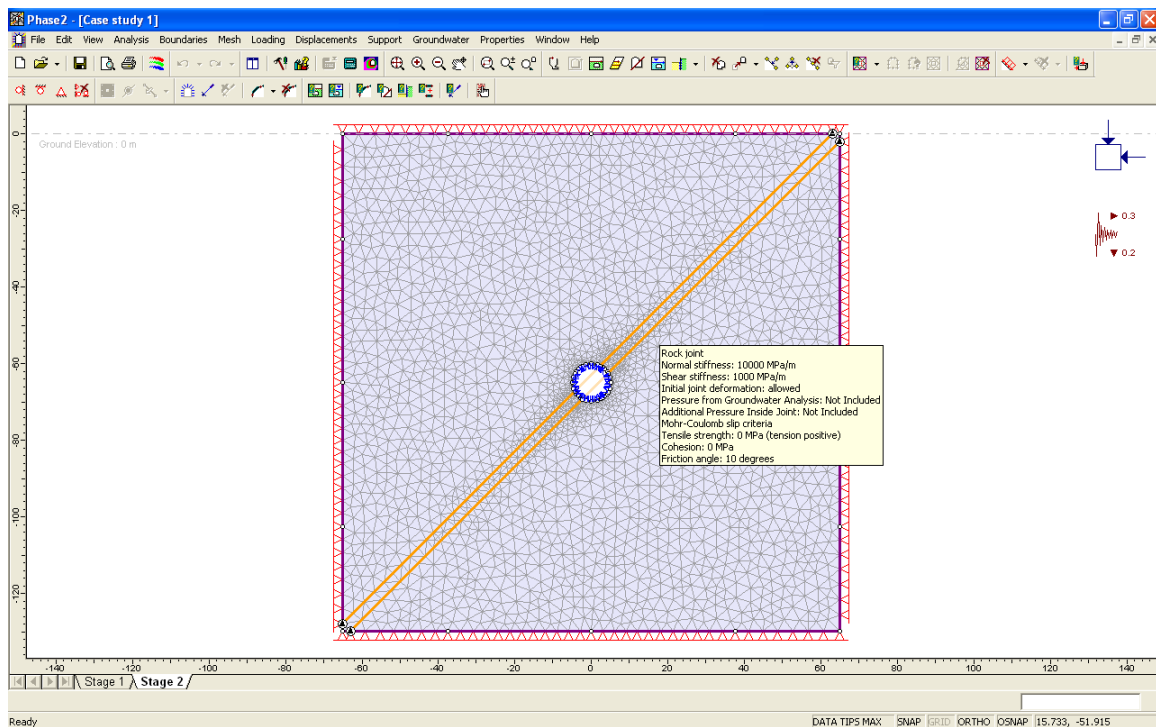 Phase2 - [Case study 1]
File Edit View Analysis Boundaries Mesh Loading Displacements Support Groundwater Properties Window Help
0
Ground Elevation : 0 m
0.3
0.2
-20
-40
-60
-80
-100
-120
Rock joint
Normal stiffness: 10000 MPa/m
Shear stiffness: 1000 MPa/m
Initial joint deformation: allowed
Pressure from Groundwater Analysis: Not Included
Additional Pressure Inside Joint: Not Included
Mohr-Coulomb slip criteria
Tensile strength: 0 MPa (tension positive)
Cohesion: 0 MPa
Friction angle: 10 degrees
-140 -120 -100 -80 -60 -40 -20 0 20 40 60 80 100 120 140
Stage 1 Stage 2
Ready DATA TIPS MAX SNAP GRID ORTHO OSNAP 15.733, -51.915